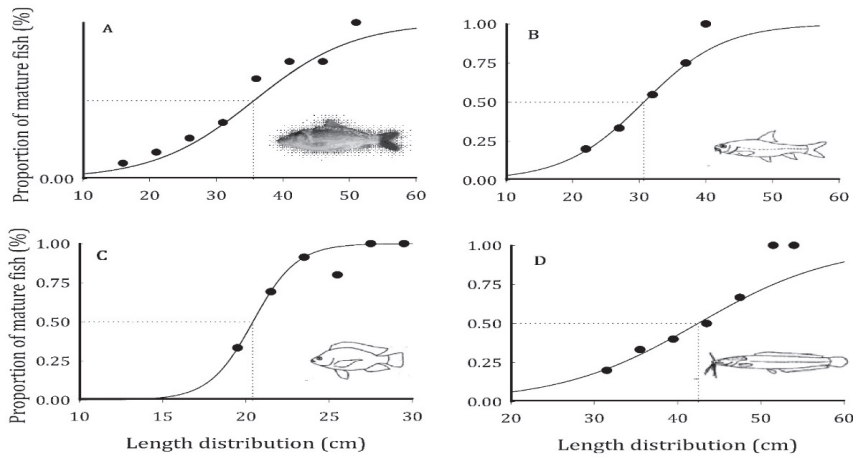 A
Proportion of mature fish (%)
0.00
10 20 30 40 50 60
B
1.00
0.75
0.50
0.25
0.00
10 20 30 40 50 60
C
Proportion of mature fish (%)
1.00
0.75
0.50
0.25
0.00
10 15 20 25 30
Length distribution (cm)
D
1.00
0.75
0.50
0.25
0.00
20 30 40 50 60
Length distribution (cm)